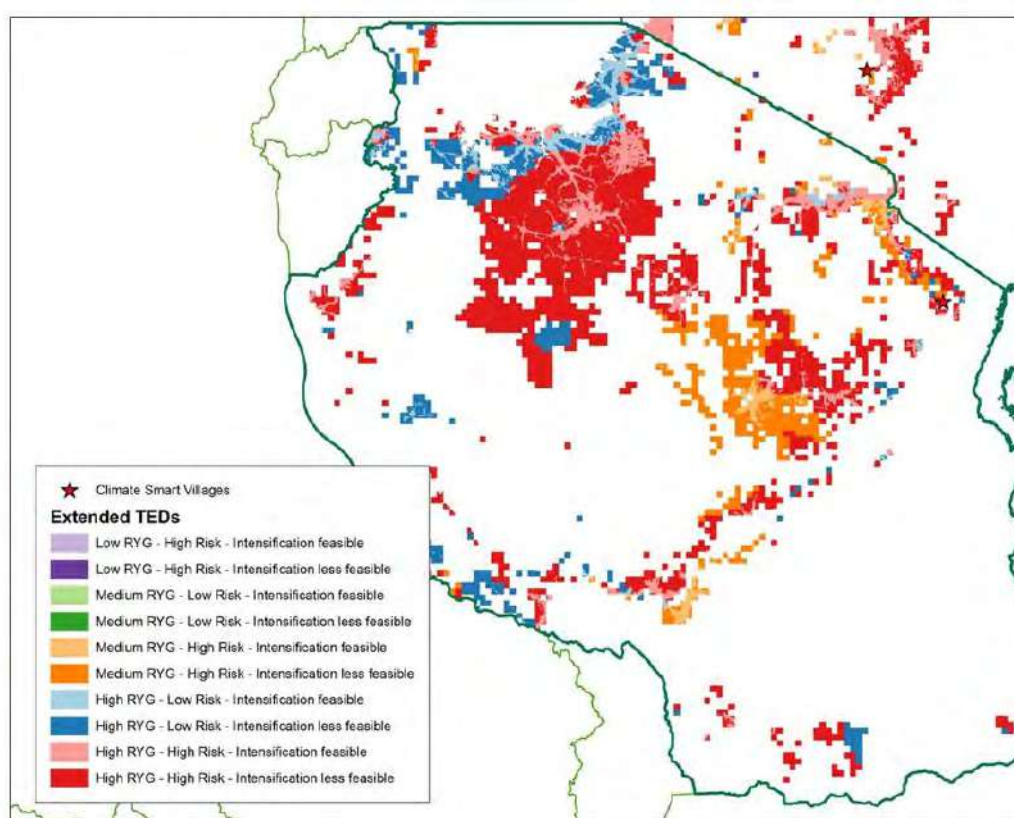 Climate Smart Villages
Extended TEDs
Low RYG - High Risk - Intensification feasible
Low RYG - High Risk - Intensification less feasible
Medium RYG - Low Risk - Intensification feasible
Medium RYG - Low Risk - Intensification less feasible
Medium RYG - High Risk - Intensification feasible
Medium RYG - High Risk - Intensification less feasible
High RYG - Low Risk - Intensification feasible
High RYG - Low Risk - Intensification less feasible
High RYG - High Risk - Intensification feasible
High RYG - High Risk - Intensification less feasible